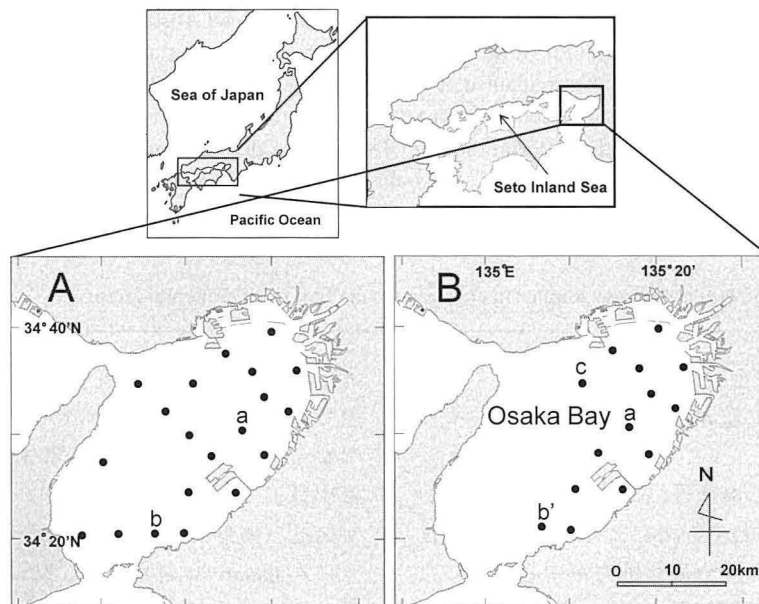 Sea of Japan
Seto Inland Sea
Pacific Ocean
A
B
135°E
135°20'
34°40'N
34°20'N
a
b
c
a
Osaka Bay
b'
N
0 10 20km